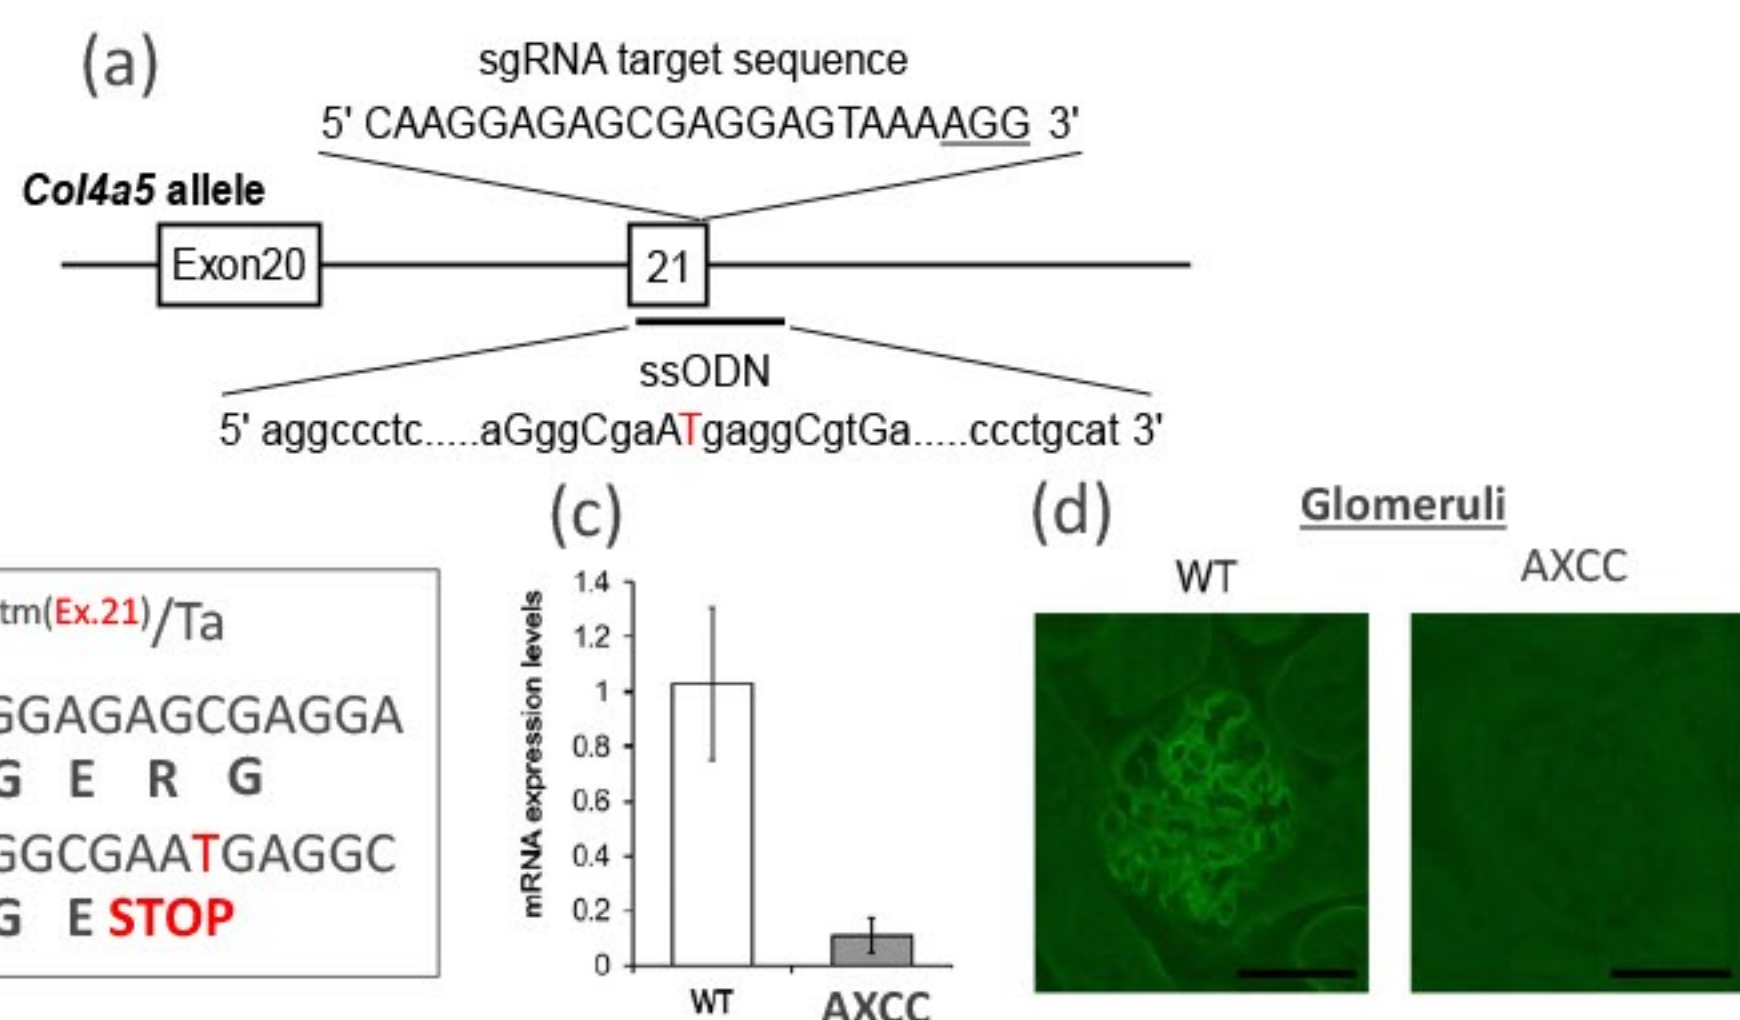 (a)
sgRNA target sequence
5' CAAGGAGAGCGAGGAGTAAAAGG 3'
Col4a5 allele
Exon20
21
ssODN
5' aggccctc.....aGggCgaATgaggCgtGa.....ccctgcat 3'
tm(Ex.21)/Ta
GGAGAGCGAGGA
G E R G
GGCGAATGAGGC
G E STOP
(c)
mRNA expression levels
1.4
1.2
1
0.8
0.6
0.4
0.2
0
WT
AXCC
(d)
Glomeruli
WT
AXCC